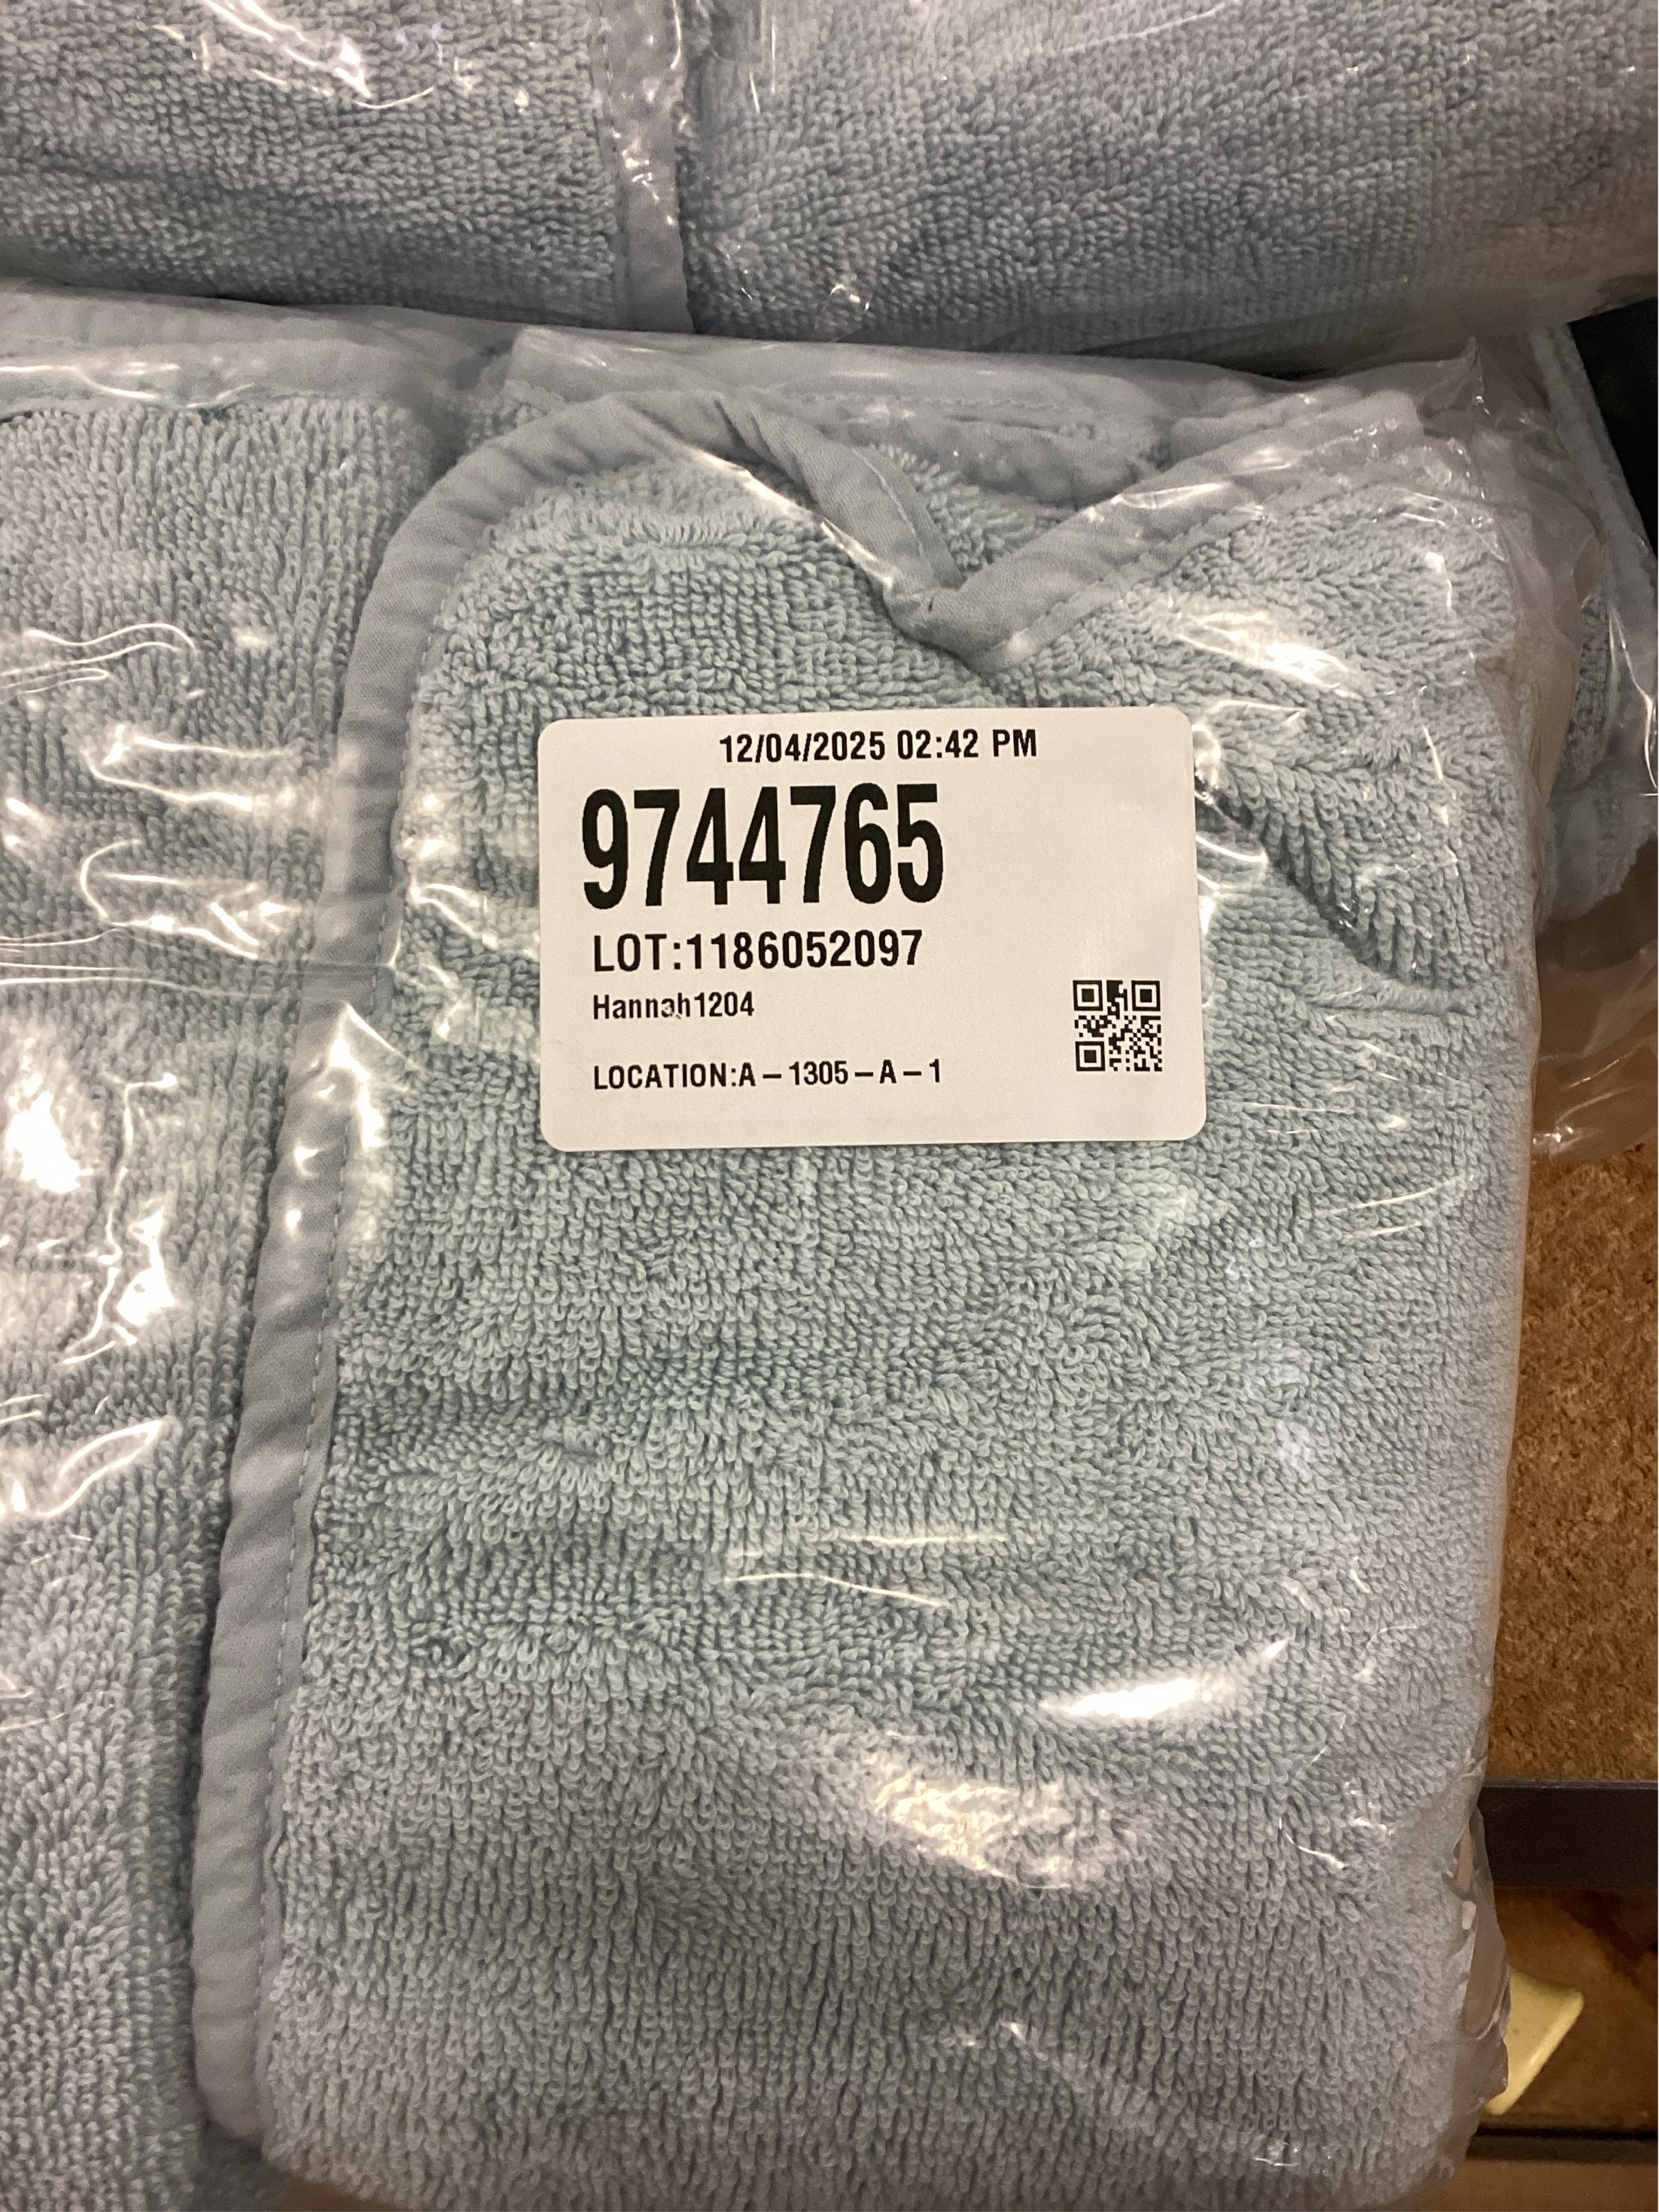 12/04/2025 02:42 PM
9744765
LOT:1186052097
Hannah1204
LOCATION:A – 1305 – A – 1